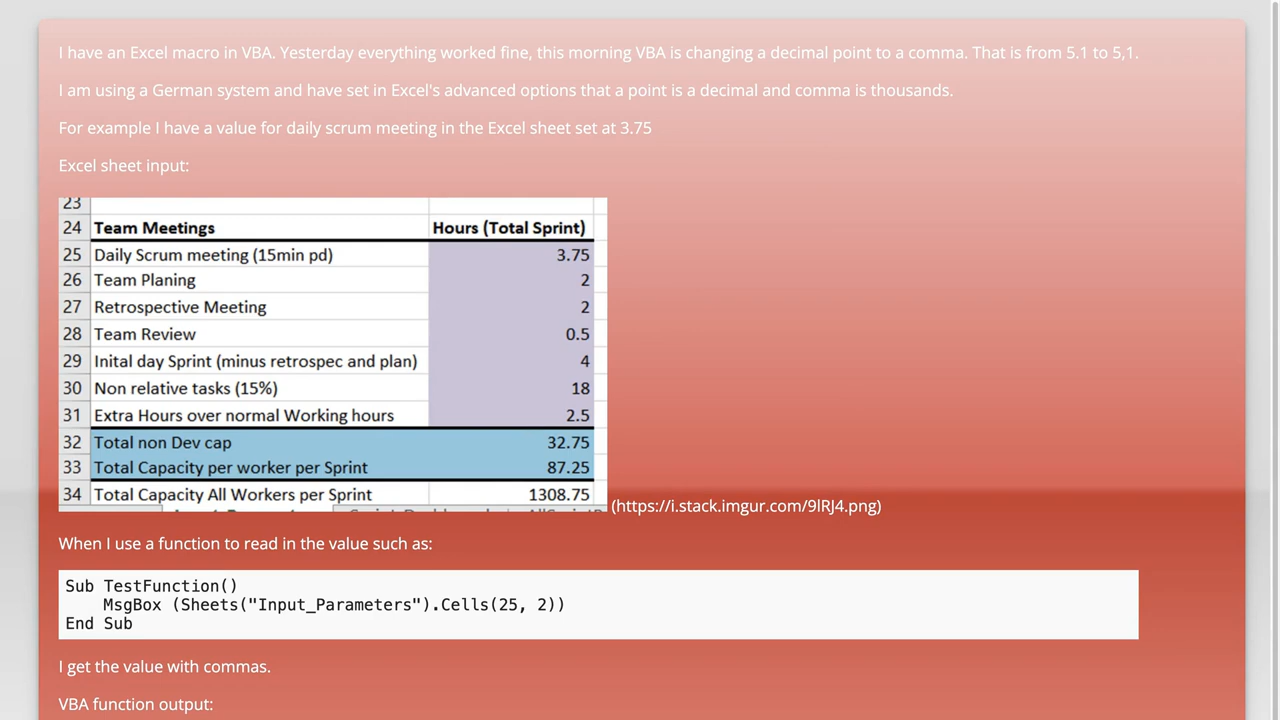 I have an Excel macro in VBA. Yesterday everything worked fine, this morning VBA is changing a decimal point to a comma. That is from 5.1 to 5,1.
I am using a German system and have set in Excel's advanced options that a point is a decimal and comma is thousands.
For example I have a value for daily scrum meeting in the Excel sheet set at 3.75
Excel sheet input:
23
24 Team Meetings Hours (Total Sprint)
25 Daily Scrum meeting (15min pd) 3.75
26 Team Planing 2
27 Retrospective Meeting 2
28 Team Review 0.5
29 Inital day Sprint (minus retrospec and plan) 4
30 Non relative tasks (15%) 18
31 Extra Hours over normal Working hours 2.5
32 Total non Dev cap 32.75
33 Total Capacity per worker per Sprint 87.25
34 Total Capacity All Workers per Sprint 1308.75
(https://i.stack.imgur.com/9lRJ4.png)
When I use a function to read in the value such as:
Sub TestFunction()
MsgBox (Sheets("Input_Parameters").Cells(25, 2))
End Sub
I get the value with commas.
VBA function output: